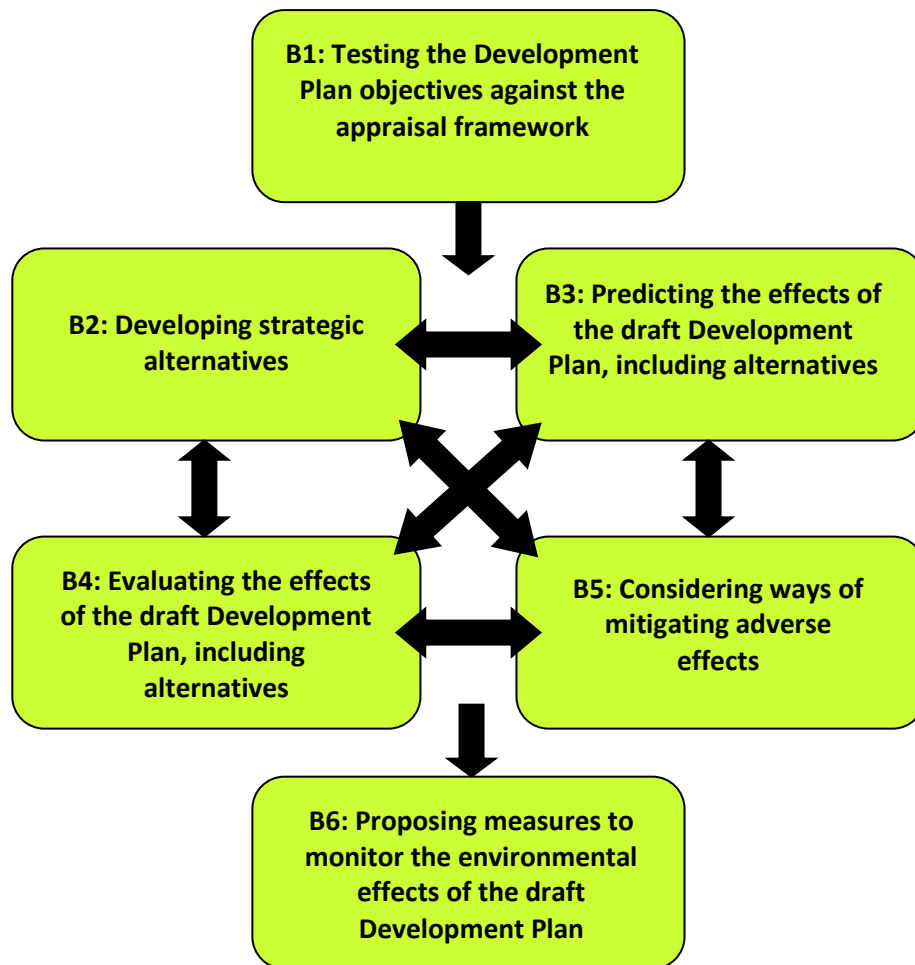 B1: Testing the Development
Plan objectives against the
appraisal framework
B2: Developing strategic
alternatives
B3: Predicting the effects of
the draft Development
Plan, including alternatives
B4: Evaluating the effects
of the draft Development
Plan, including
alternatives
B5: Considering ways of
mitigating adverse
effects
B6: Proposing measures to
monitor the environmental
effects of the draft
Development Plan